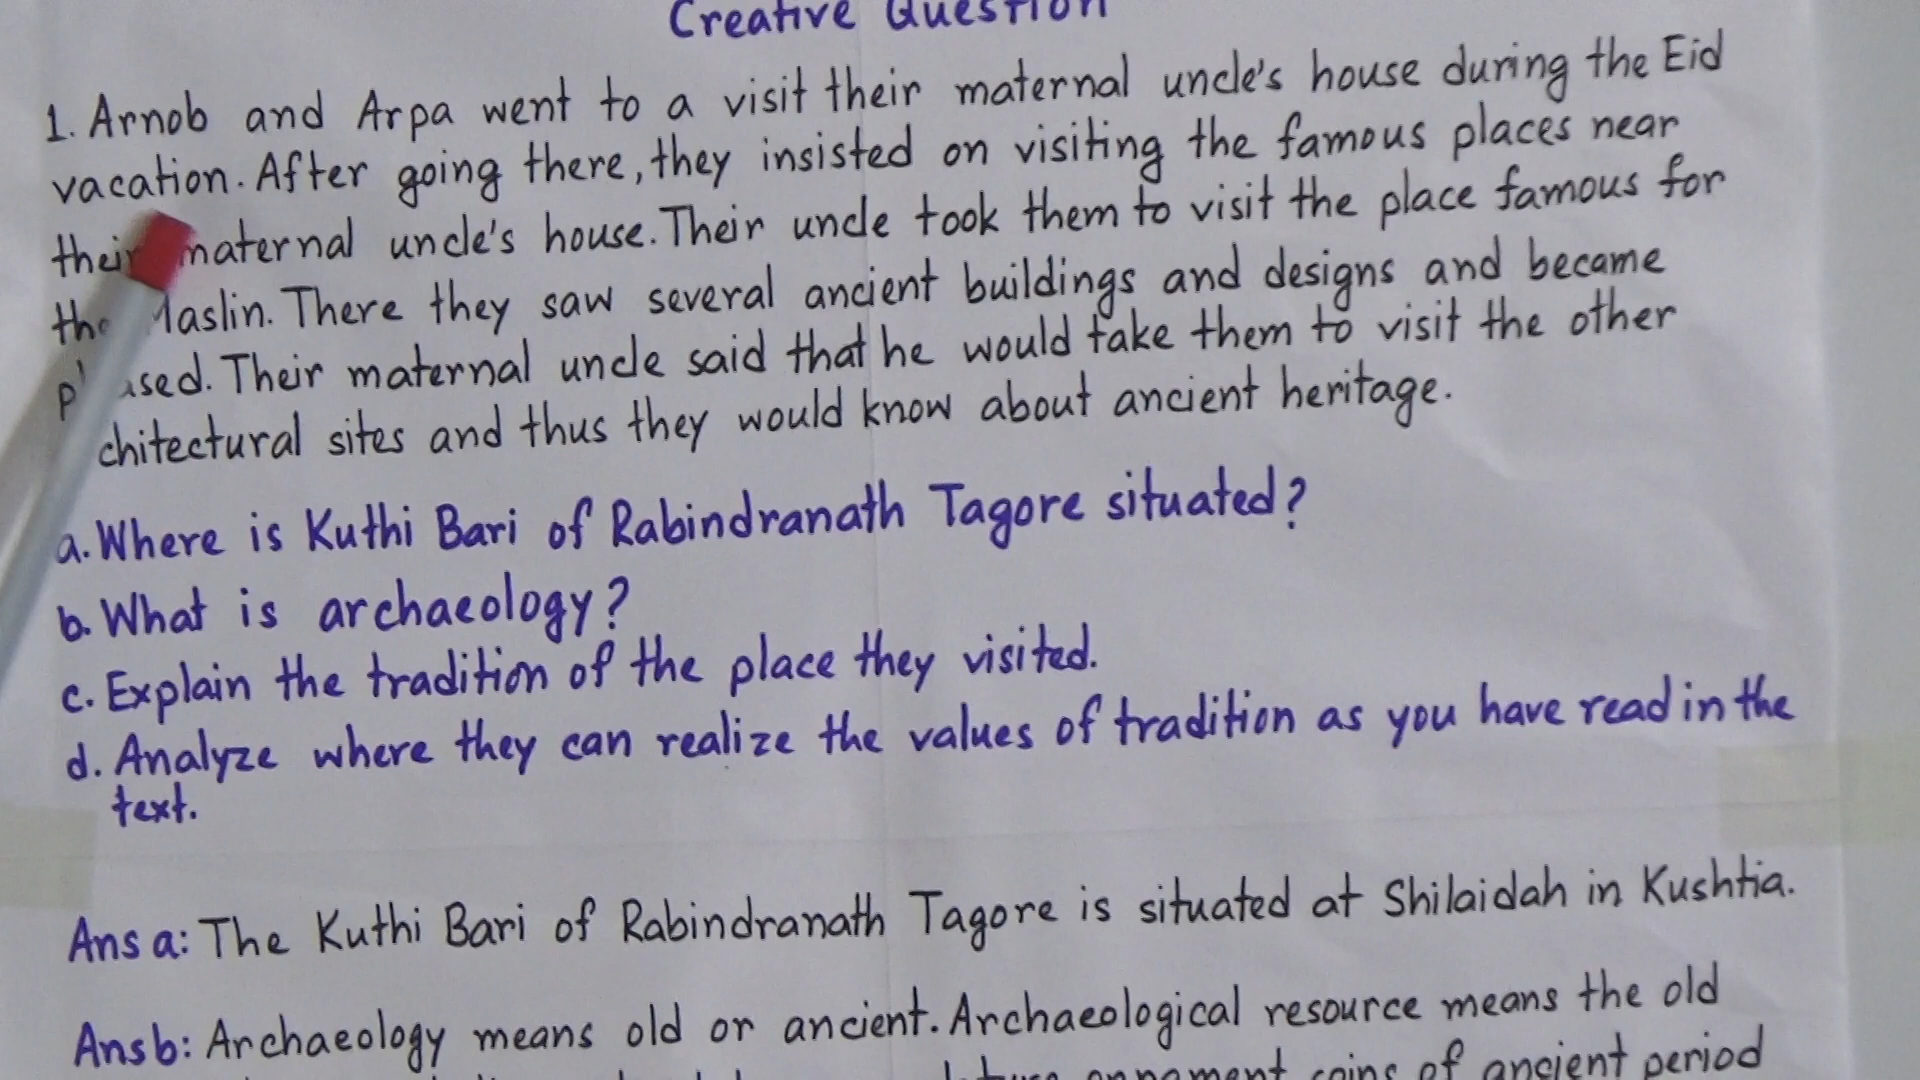 Creative Question
1. Arnob and Arpa went to a visit their maternal uncle's house during the Eid
vacation. After going there, they insisted on visiting the famous places near
their maternal uncle's house. Their uncle took them to visit the place famous for
Maslin. There they saw several ancient buildings and designs and became
Their maternal uncle said that he would take them to visit the other
chitectural sites and thus they would know about ancient heritage.
a. Where is Kuthi Bari of Rabindranath Tagore situated?
b. What is archaeology?
c. Explain the tradition of the place they visited.
d. Analyze where they can realize the values of tradition as you have read in the
text.
Ans a: The Kuthi Bari of Rabindranath Tagore is situated at Shilaidah in Kushtia.
Ans b: Archaeology means old or ancient. Archaeological resource means the old
ornament coins of ancient period